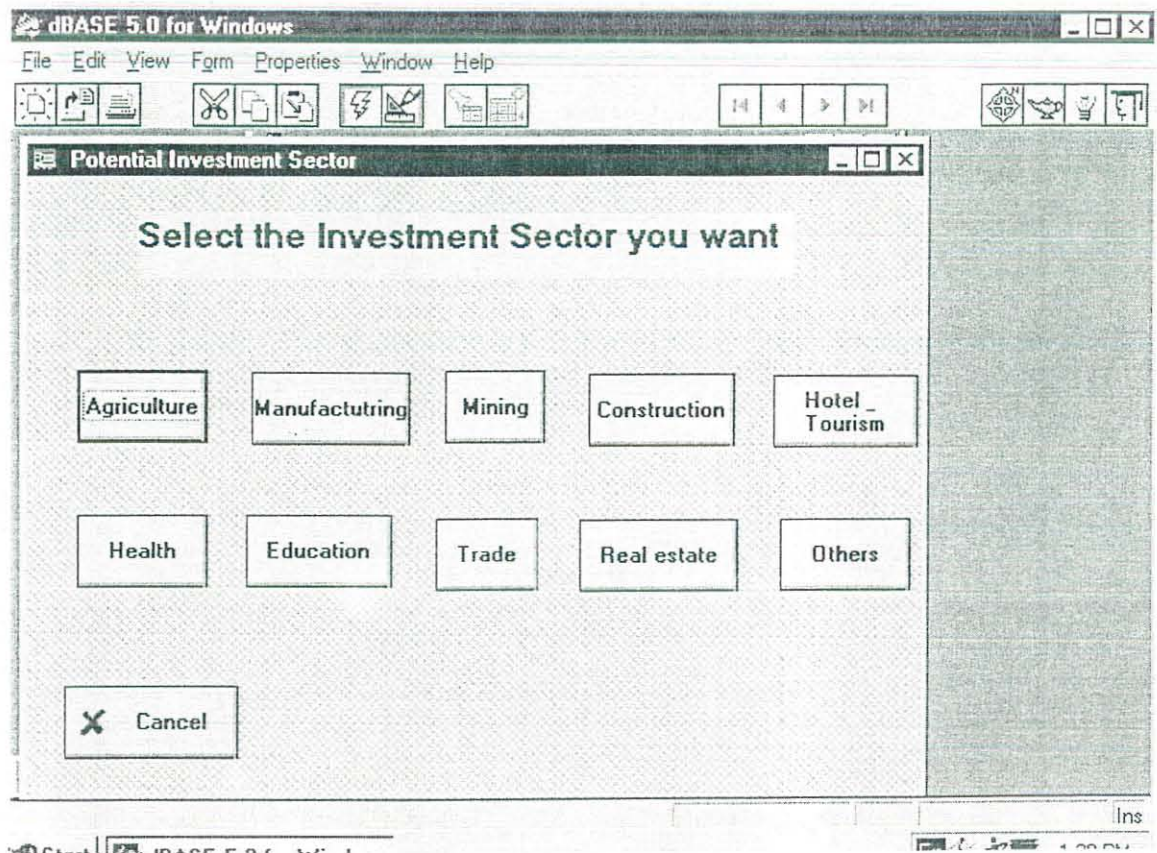 dBASE 5.0 for Windows
File Edit View Form Properties Window Help
Potential Investment Sector
Select the Investment Sector you want
Agriculture Manufactutring Mining Construction Hotel _
Tourism
Health Education Trade Real estate Others
Cancel
Ins
Start